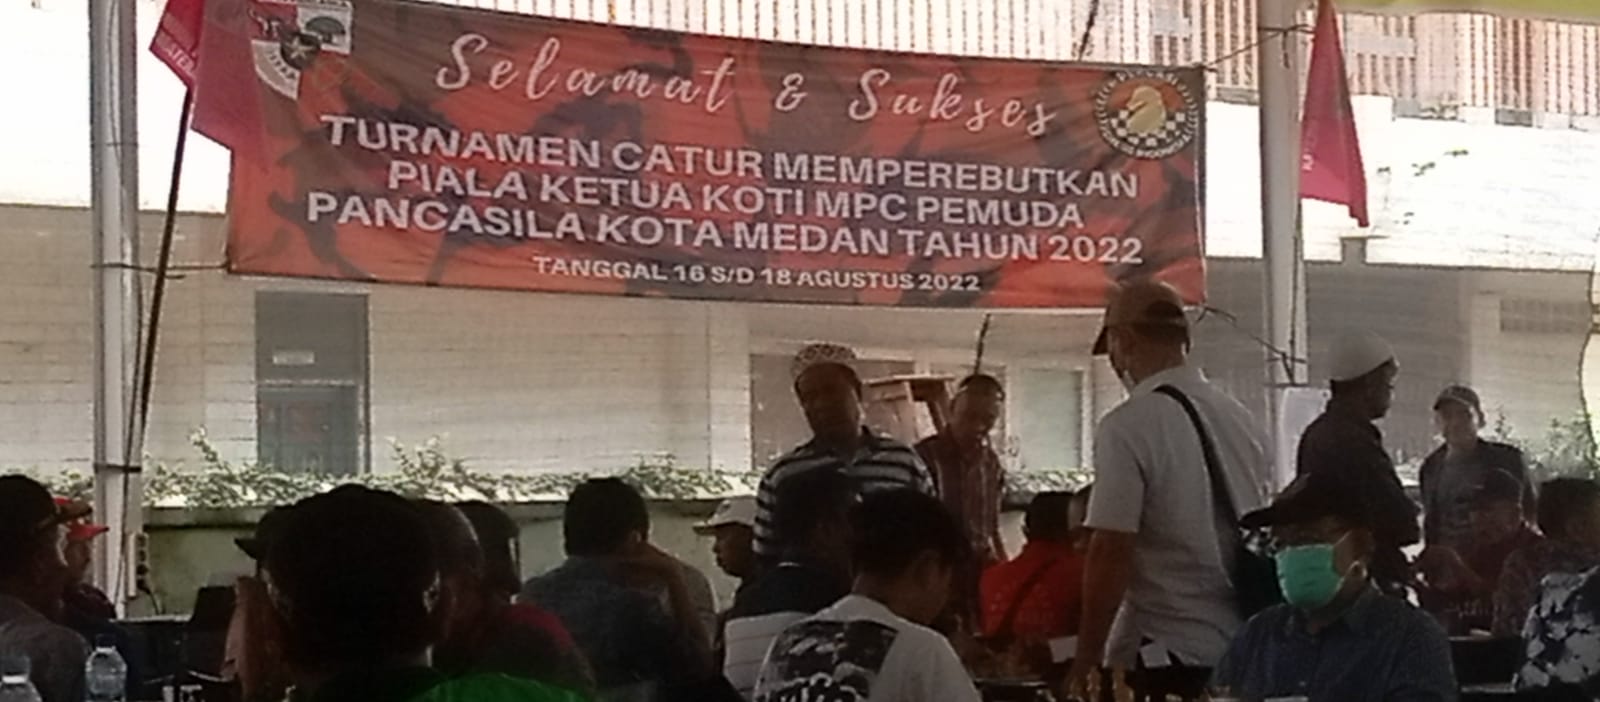 Selamat & Sukses
TURNAMEN CATUR MEMPEREBUTKAN
PIALA KETUA KOTI MPC PEMUDA
PANCASILA KOTA MEDAN TAHUN 2022
TANGGAL 16 S/D 18 AGUSTUS 2022